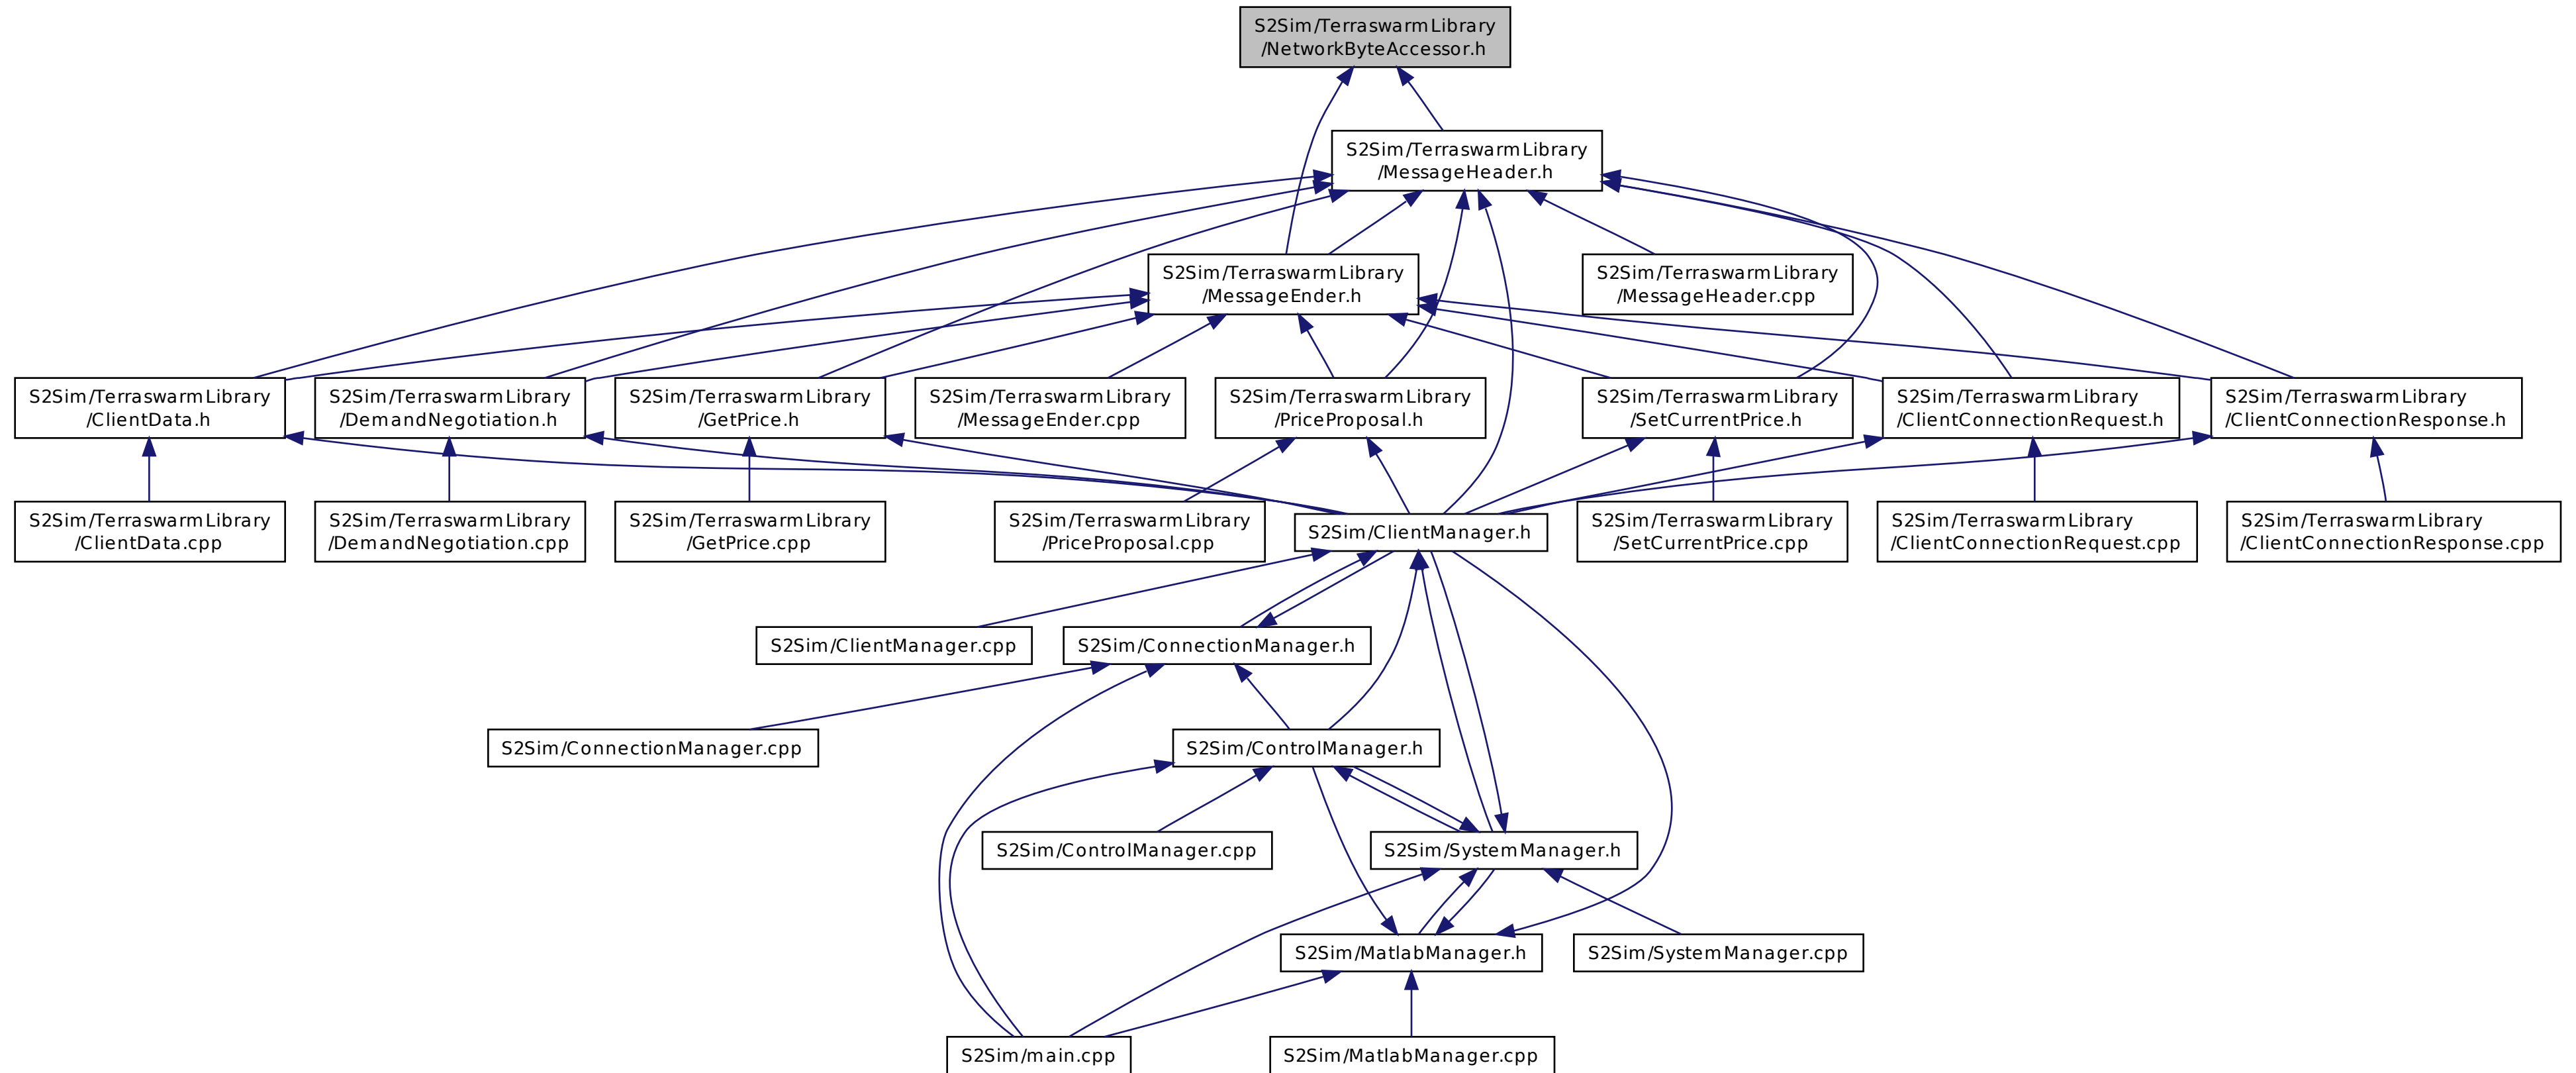 S2Sim/TerraswarmLibrary
/NetworkByteAccessor.h
S2Sim/TerraswarmLibrary
/MessageHeader.h
S2Sim/TerraswarmLibrary
/MessageEnder.h
S2Sim/TerraswarmLibrary
/MessageHeader.cpp
S2Sim/TerraswarmLibrary
/ClientData.h
S2Sim/TerraswarmLibrary
/DemandNegotiation.h
S2Sim/TerraswarmLibrary
/GetPrice.h
S2Sim/TerraswarmLibrary
/MessageEnder.cpp
S2Sim/TerraswarmLibrary
/PriceProposal.h
S2Sim/TerraswarmLibrary
/SetCurrentPrice.h
S2Sim/TerraswarmLibrary
/ClientConnectionRequest.h
S2Sim/TerraswarmLibrary
/ClientConnectionResponse.h
S2Sim/TerraswarmLibrary
/ClientData.cpp
S2Sim/TerraswarmLibrary
/DemandNegotiation.cpp
S2Sim/TerraswarmLibrary
/GetPrice.cpp
S2Sim/TerraswarmLibrary
/PriceProposal.cpp
S2Sim/ClientManager.h
S2Sim/TerraswarmLibrary
/SetCurrentPrice.cpp
S2Sim/TerraswarmLibrary
/ClientConnectionRequest.cpp
S2Sim/TerraswarmLibrary
/ClientConnectionResponse.cpp
S2Sim/ClientManager.cpp
S2Sim/ConnectionManager.h
S2Sim/ConnectionManager.cpp
S2Sim/ControlManager.h
S2Sim/ControlManager.cpp
S2Sim/SystemManager.h
S2Sim/MatlabManager.h
S2Sim/SystemManager.cpp
S2Sim/main.cpp
S2Sim/MatlabManager.cpp